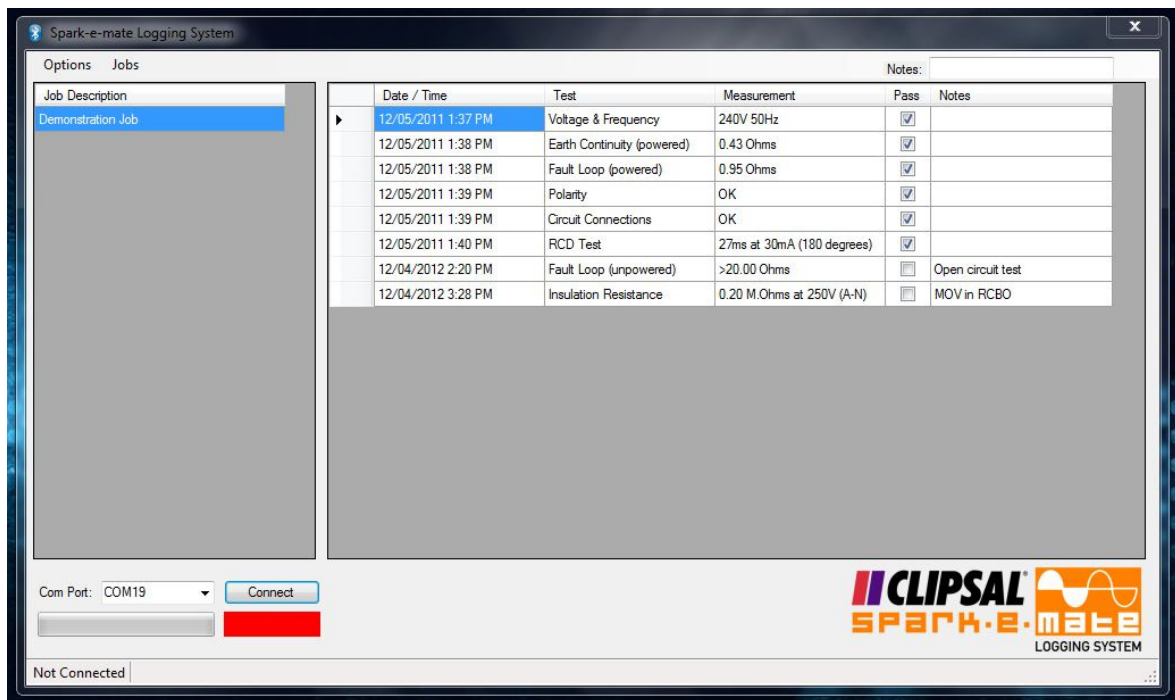 Spark-e-mate Logging System
x
Options Jobs
Notes:
Job Description
Demonstration Job
Date / Time Test Measurement Pass Notes
12/05/2011 1:37 PM Voltage & Frequency 240V 50Hz
12/05/2011 1:38 PM Earth Continuity (powered) 0.43 Ohms
12/05/2011 1:38 PM Fault Loop (powered) 0.95 Ohms
12/05/2011 1:39 PM Polarity OK
12/05/2011 1:39 PM Circuit Connections OK
12/05/2011 1:40 PM RCD Test 27ms at 30mA (180 degrees)
12/04/2012 2:20 PM Fault Loop (unpowered) >20.00 Ohms Open circuit test
12/04/2012 3:28 PM Insulation Resistance 0.20 M.Ohms at 250V (A-N) MOV in RCBO
Com Port: COM19 Connect
CLIPSAL
spark·e·mate
LOGGING SYSTEM
Not Connected